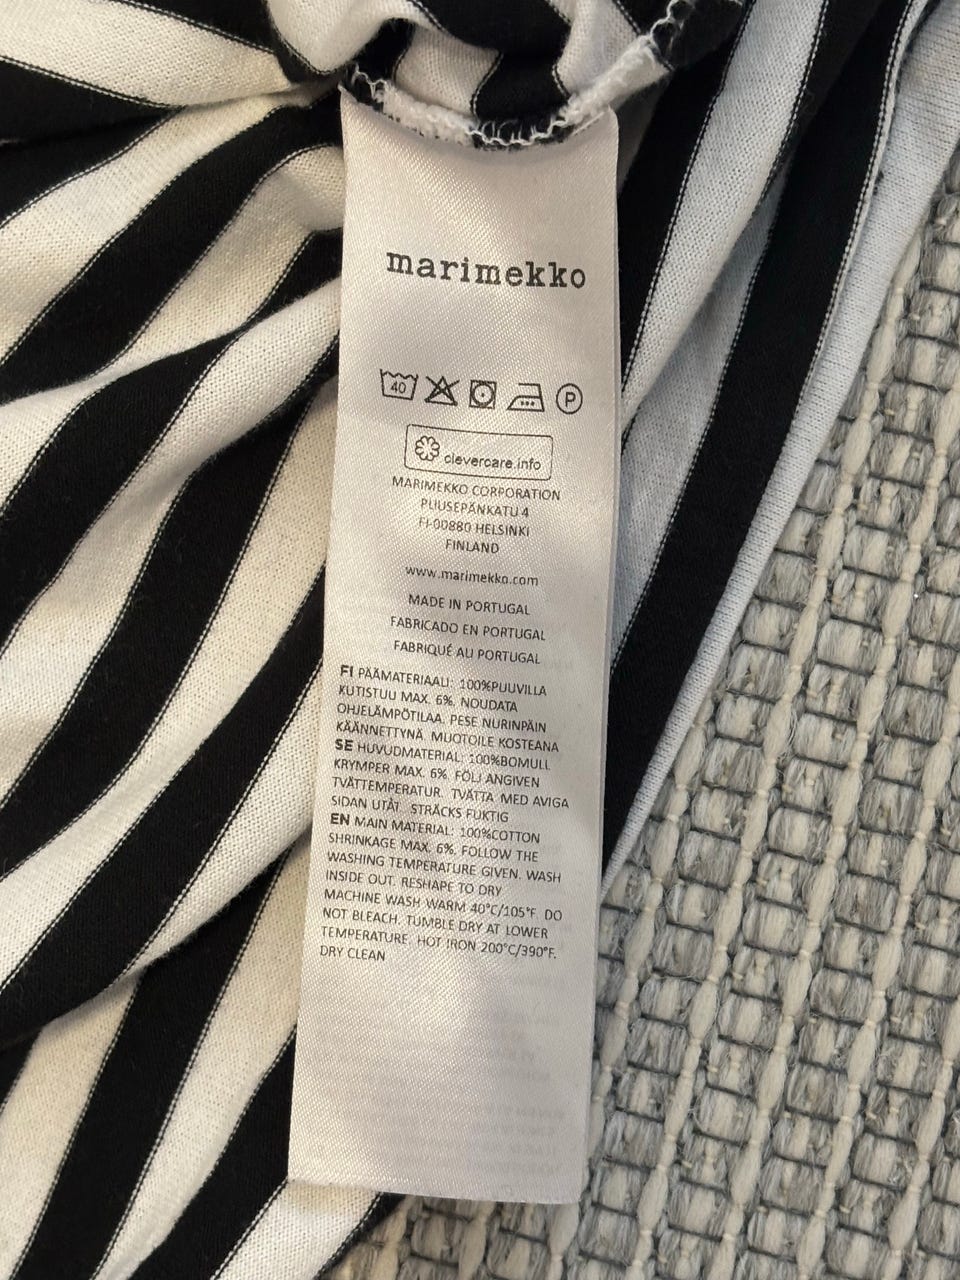 marimekko
40 P
clevercare.info
MARIMEKKO CORPORATION
PUUSEPÄNKATU 4
FI-00880 HELSINKI
FINLAND
www.marimekko.com
MADE IN PORTUGAL
FABRICADO EN PORTUGAL
FABRIQUÉ AU PORTUGAL
FI PÄÄMATERIAALI: 100%PUUVILLA
KUTISTUU MAX. 6%. NOUDATA
OHJELÄMPÖTILAA. PESE NURINPÄIN
KÄÄNNETTYNÄ. MUOTOILE KOSTEANA
SE HUVUDMATERIAL: 100%BOMULL
KRYMPER MAX. 6%. FÖLJ ANGIVEN
TVÄTTEMPERATUR. TVÄTTA MED AVIGA
SIDAN UTÅT. STRÄCKS FUKTIG
EN MAIN MATERIAL: 100%COTTON
SHRINKAGE MAX. 6%. FOLLOW THE
WASHING TEMPERATURE GIVEN. WASH
INSIDE OUT. RESHAPE TO DRY
MACHINE WASH WARM 40°C/105°F. DO
NOT BLEACH. TUMBLE DRY AT LOWER
TEMPERATURE. HOT IRON 200°C/390°F.
DRY CLEAN